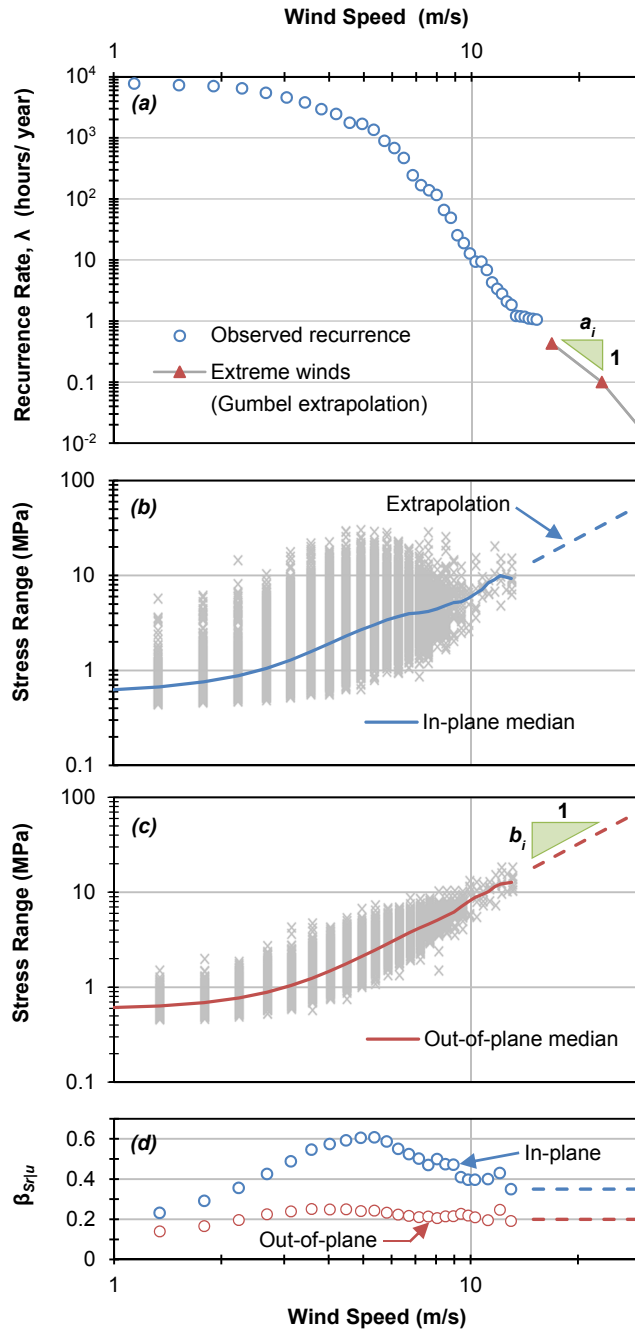 Wind Speed (m/s)
1 10
(a)
Recurrence Rate, λ (hours/ year)
10⁴
10³
10²
10
1
0.1
10⁻²
Observed recurrence
Extreme winds
(Gumbel extrapolation)
aᵢ
1
(b)
Stress Range (MPa)
100
10
1
0.1
Extrapolation
In-plane median
(c)
Stress Range (MPa)
100
10
1
0.1
1
bᵢ
Out-of-plane median
(d)
βSr|u
0.6
0.4
0.2
0
In-plane
Out-of-plane
1 10
Wind Speed (m/s)